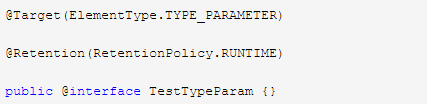 @Target(ElementType.TYPE_PARAMETER)
@Retention(RetentionPolicy.RUNTIME)
public @interface TestTypeParam {}